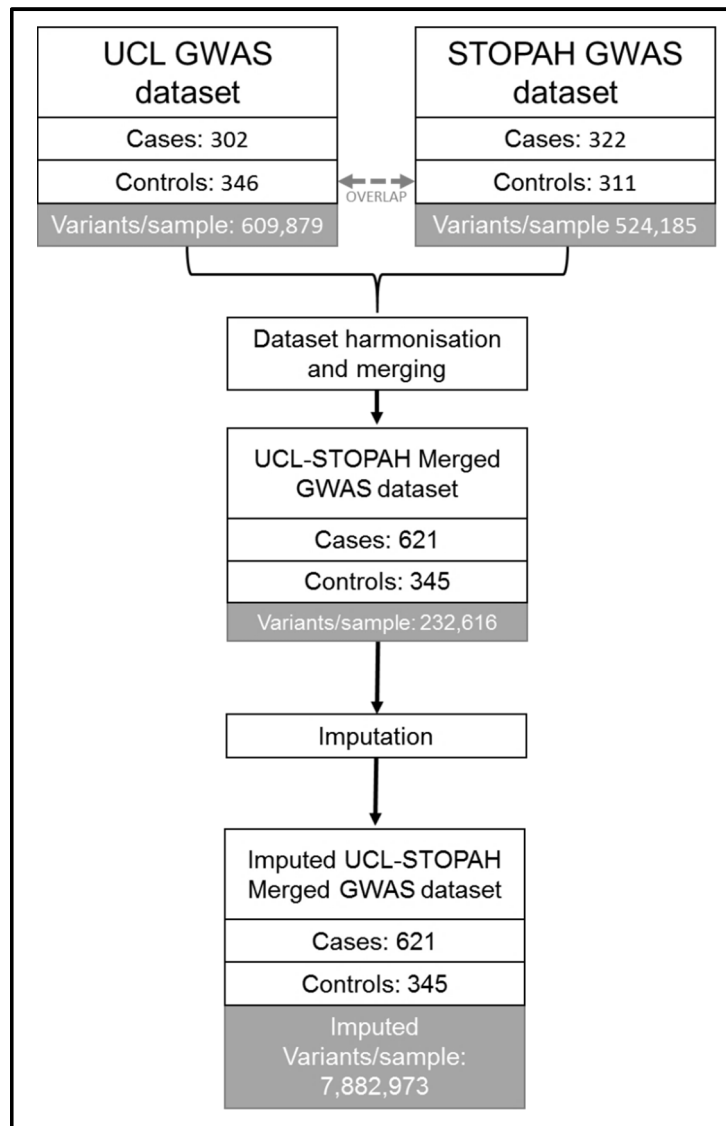 UCL GWAS
dataset
Cases: 302
Controls: 346
Variants/sample: 609,879
OVERLAP
STOPAH GWAS
dataset
Cases: 322
Controls: 311
Variants/sample 524,185
Dataset harmonisation
and merging
UCL-STOPAH Merged
GWAS dataset
Cases: 621
Controls: 345
Variants/sample: 232,616
Imputation
Imputed UCL-STOPAH
Merged GWAS dataset
Cases: 621
Controls: 345
Imputed
Variants/sample:
7,882,973